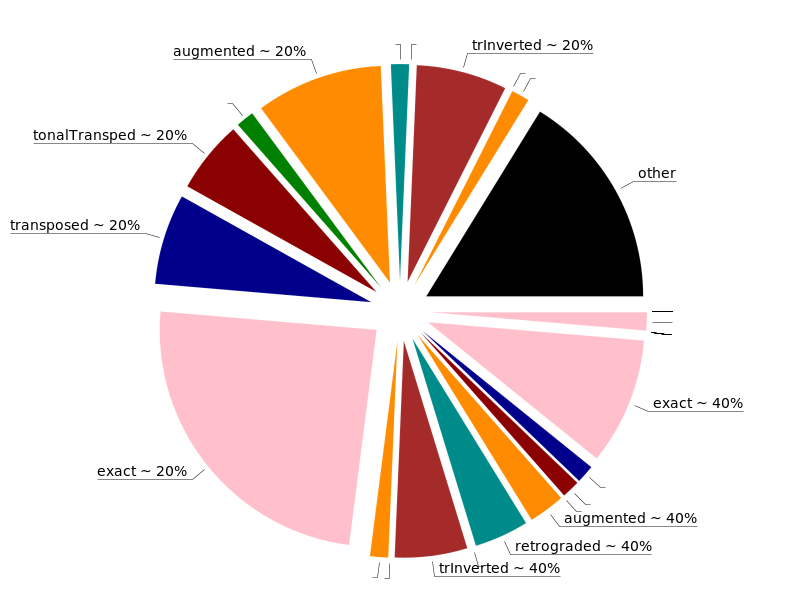 trInverted ~ 20%
augmented ~ 20%
tonalTransped ~ 20%
other
transposed ~ 20%
exact ~ 40%
exact ~ 20%
augmented ~ 40%
retrograded ~ 40%
trInverted ~ 40%